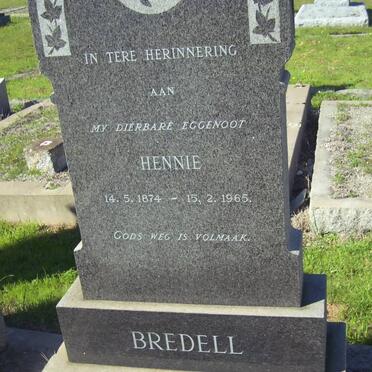 IN TERE HERINNERING
AAN
MY DIERBARE EGGENOOT
HENNIE
14. 5. 1874 – 15. 2. 1965.
GODS WEG IS VOLMAAK.
BREDELL